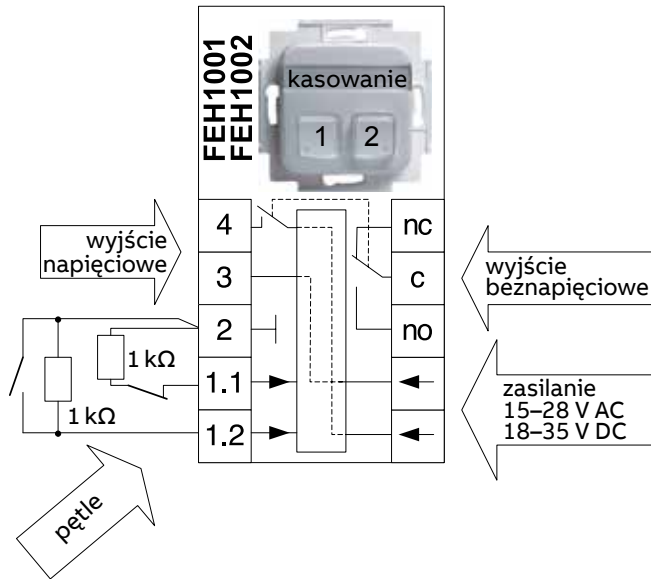 FEH1001
FEH1002
kasowanie
1 2
wyjście
napięciowe
4
3
2
1.1
1.2
nc
c
no
wyjście
beznapięciowe
1 kΩ
1 kΩ
zasilanie
15–28 V AC
18–35 V DC
pętle